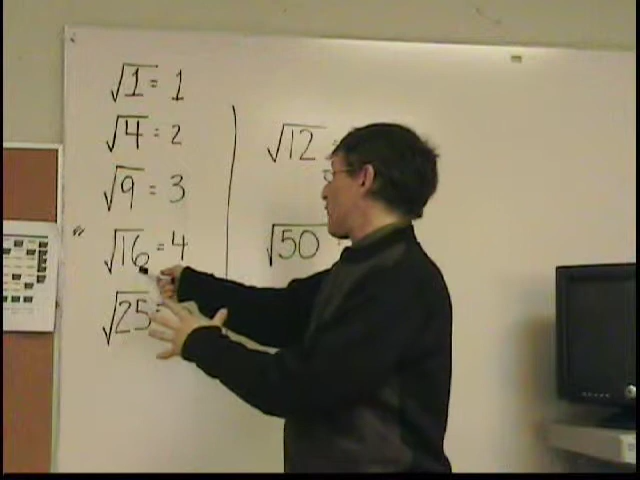 √1 = 1
√4 = 2
√9 = 3
√16 = 4
√25
√12 =
√50